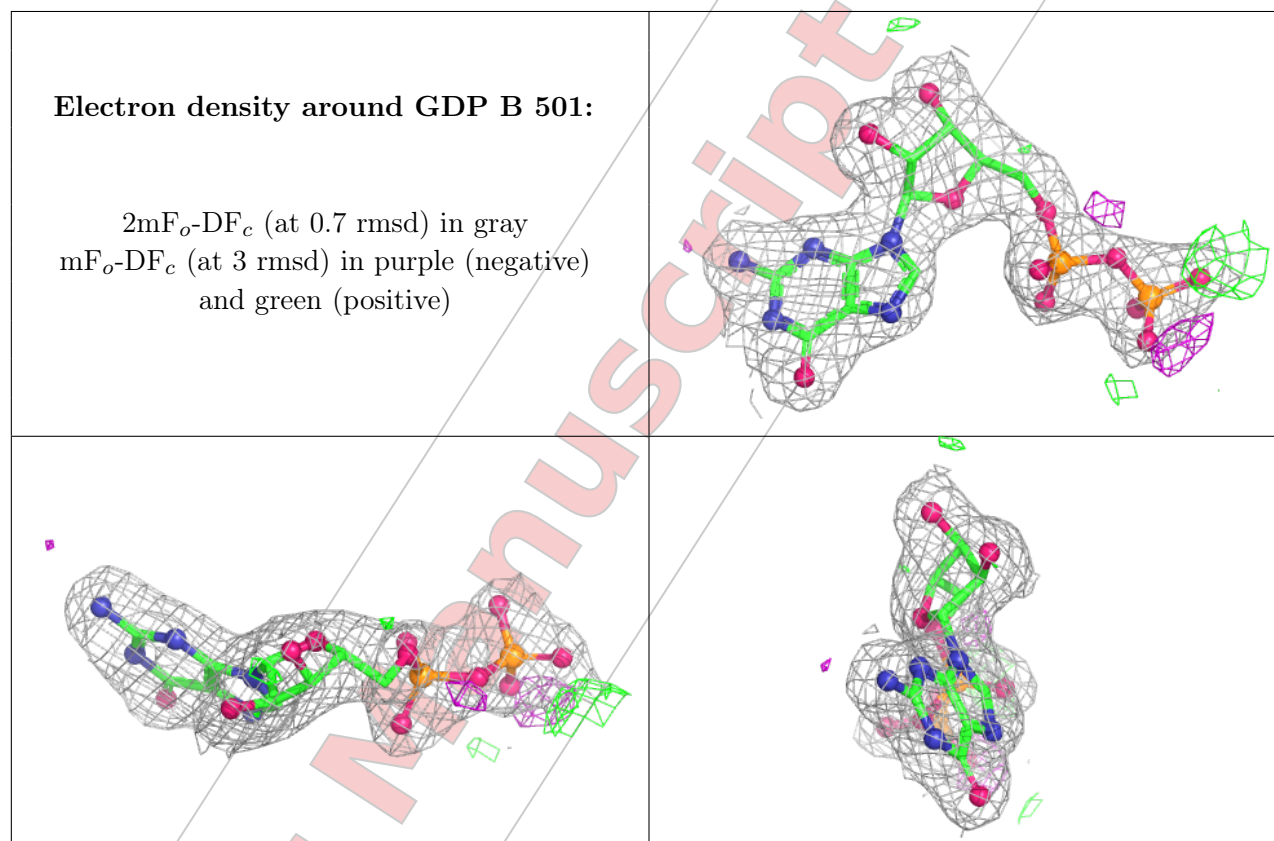 Electron density around GDP B 501:
2mFₒ-DF𝒸 (at 0.7 rmsd) in gray
mFₒ-DF𝒸 (at 3 rmsd) in purple (negative)
and green (positive)
Manuscript